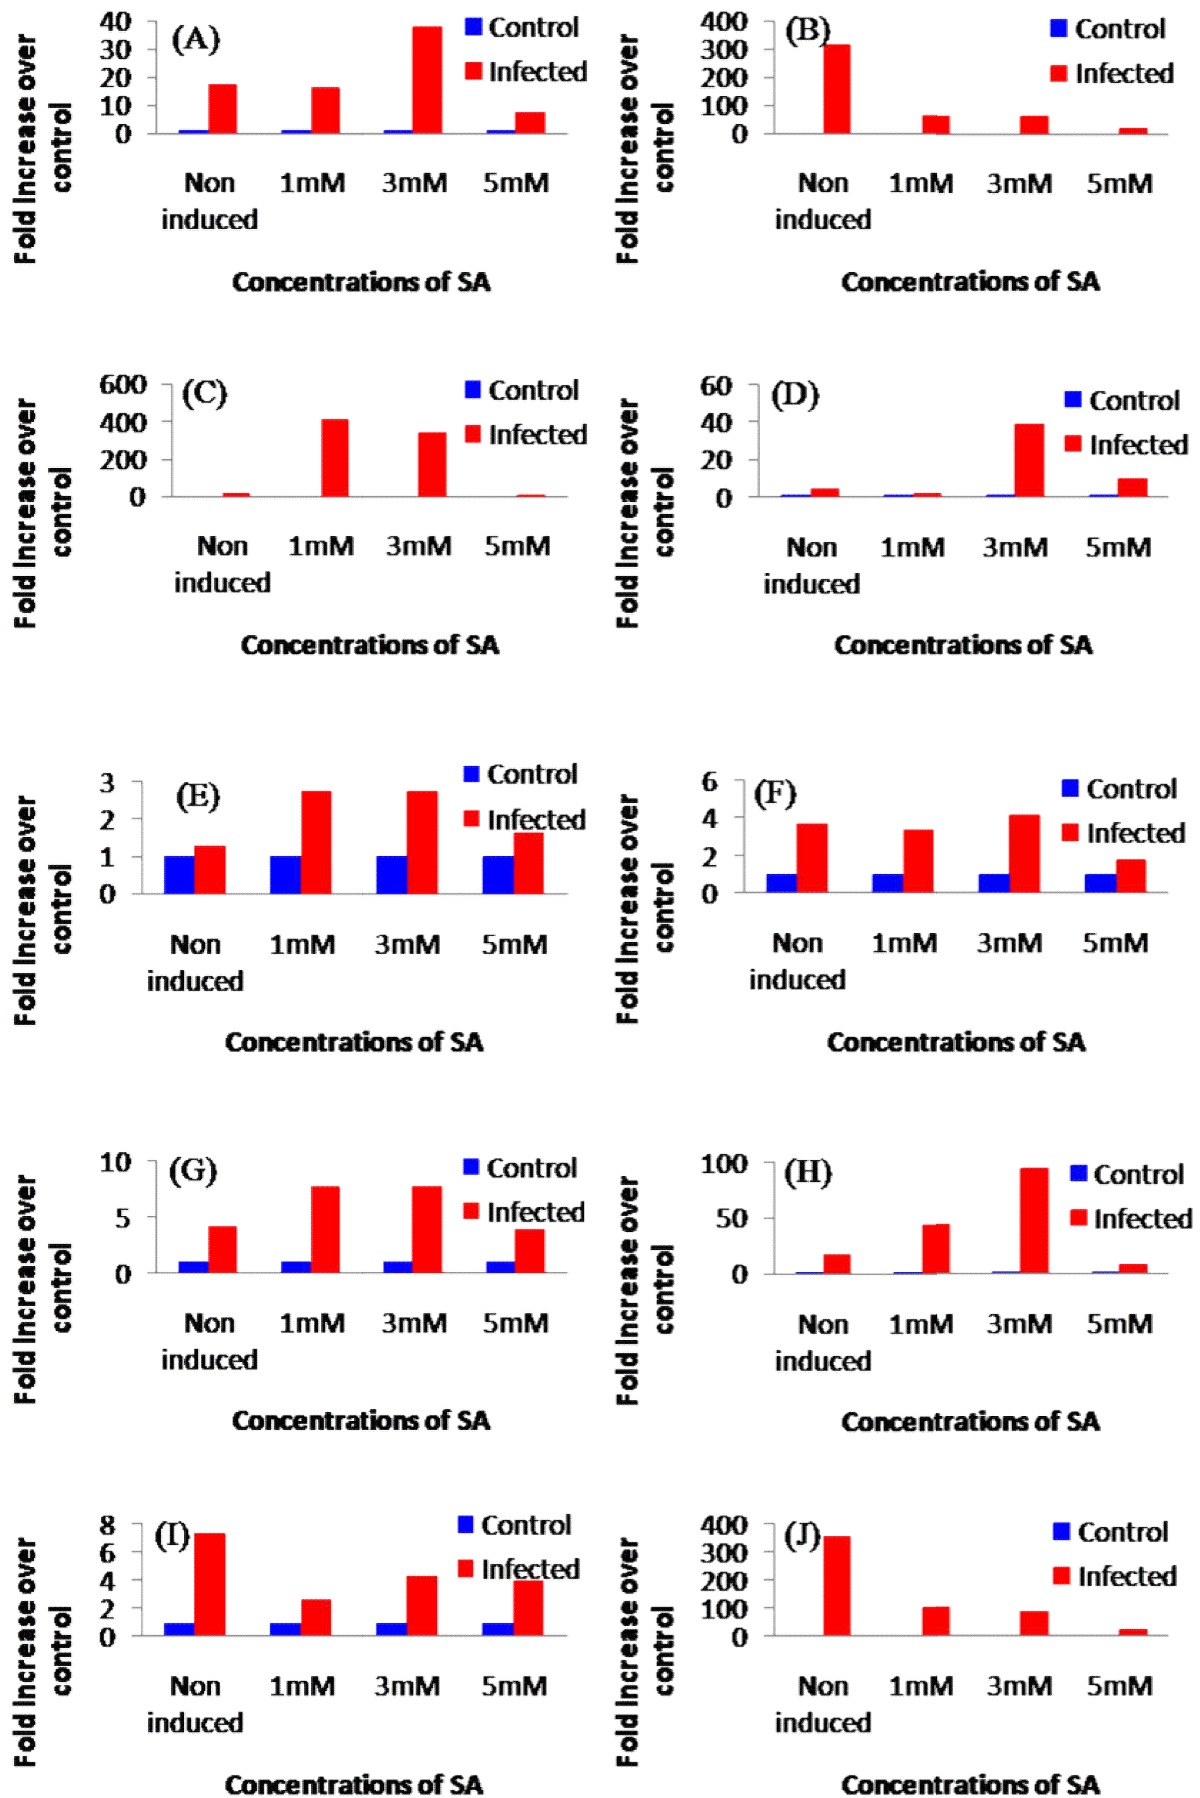 (A)
Fold Increase over
control
40
30
20
10
0
Control
Infected
Non
induced
1mM
3mM
5mM
Concentrations of SA
(B)
Fold Increase over
control
400
300
200
100
0
Control
Infected
Non
induced
1mM
3mM
5mM
Concentrations of SA
(C)
Fold Increase over
control
600
400
200
0
Control
Infected
Non
induced
1mM
3mM
5mM
Concentrations of SA
(D)
Fold Increase over
control
60
40
20
0
Control
Infected
Non
induced
1mM
3mM
5mM
Concentrations of SA
(E)
Fold Increase over
control
3
2
1
0
Control
Infected
Non
induced
1mM
3mM
5mM
Concentrations of SA
(F)
Fold Increase over
control
6
4
2
0
Control
Infected
Non
induced
1mM
3mM
5mM
Concentrations of SA
(G)
Fold Increase over
control
10
5
0
Control
Infected
Non
induced
1mM
3mM
5mM
Concentrations of SA
(H)
Fold Increase over
control
100
50
0
Control
Infected
Non
induced
1mM
3mM
5mM
Concentrations of SA
(I)
Fold Increase over
control
8
6
4
2
0
Control
Infected
Non
induced
1mM
3mM
5mM
Concentrations of SA
(J)
Fold Increase over
control
400
300
200
100
0
Control
Infected
Non
induced
1mM
3mM
5mM
Concentrations of SA